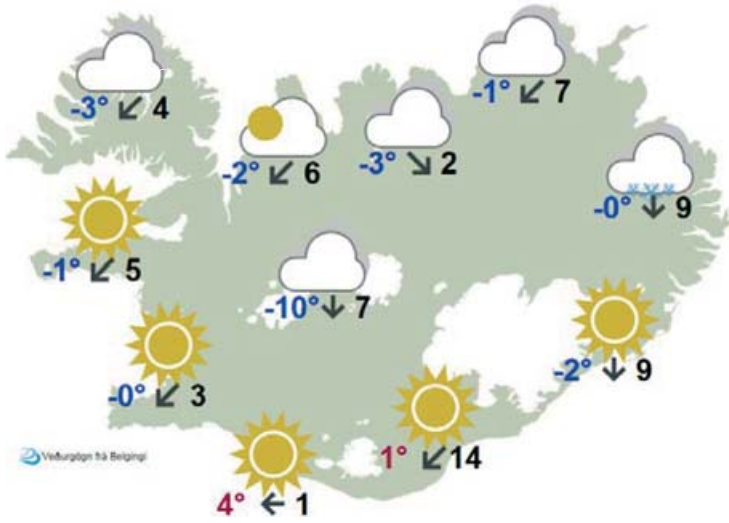 -3° ↙ 4
-1° ↙ 7
-2° ↙ 6
-3° ↘ 2
-0° ↓ 9
-1° ↙ 5
-10° ↓ 7
-2° ↓ 9
-0° ↙ 3
1° ↙ 14
Veðurgögn frá Belgingi
4° ← 1